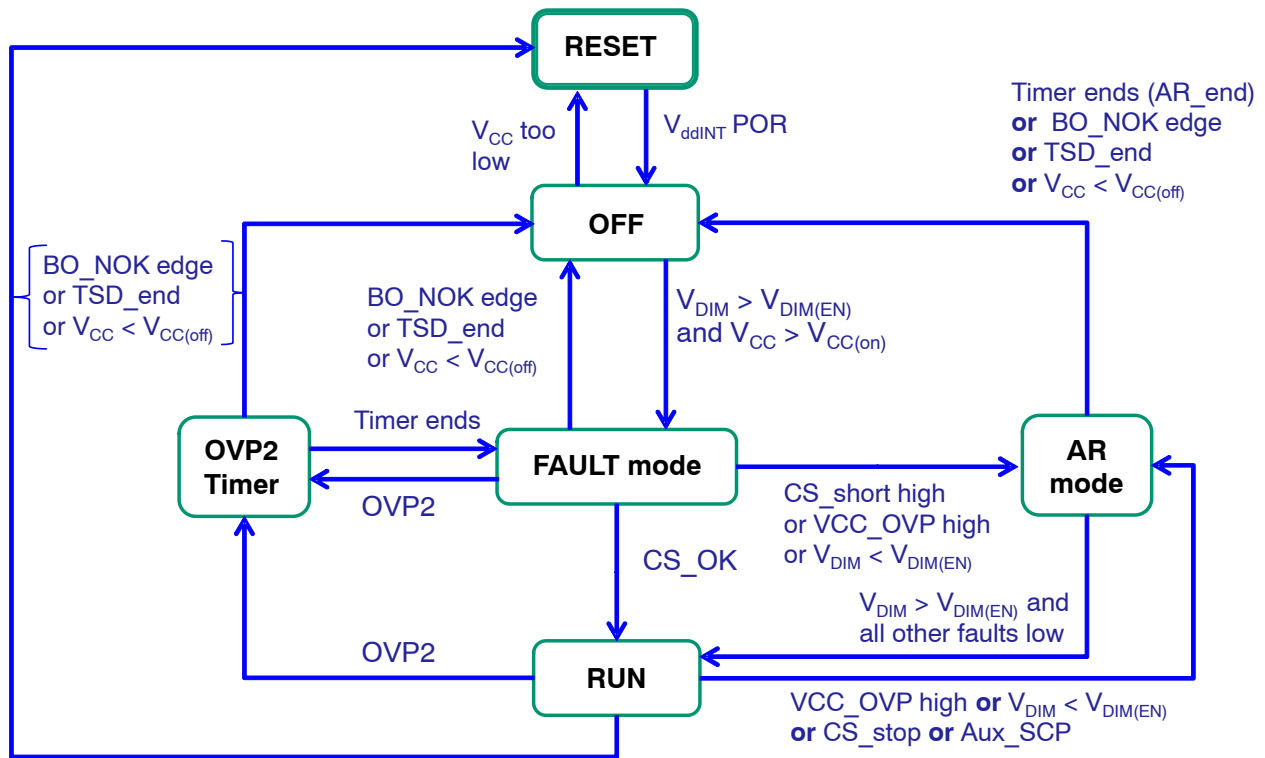 RESET
Timer ends (AR_end)
or BO_NOK edge
or TSD_end
or VCC < VCC(off)
VCC too
low
VddINT POR
OFF
BO_NOK edge
or TSD_end
or VCC < VCC(off)
BO_NOK edge
or TSD_end
or VCC < VCC(off)
VDIM > VDIM(EN)
and VCC > VCC(on)
Timer ends
OVP2
Timer
FAULT mode
AR
mode
OVP2
CS_short high
or VCC_OVP high
or VDIM < VDIM(EN)
CS_OK
VDIM > VDIM(EN) and
all other faults low
OVP2
RUN
VCC_OVP high or VDIM < VDIM(EN)
or CS_stop or Aux_SCP